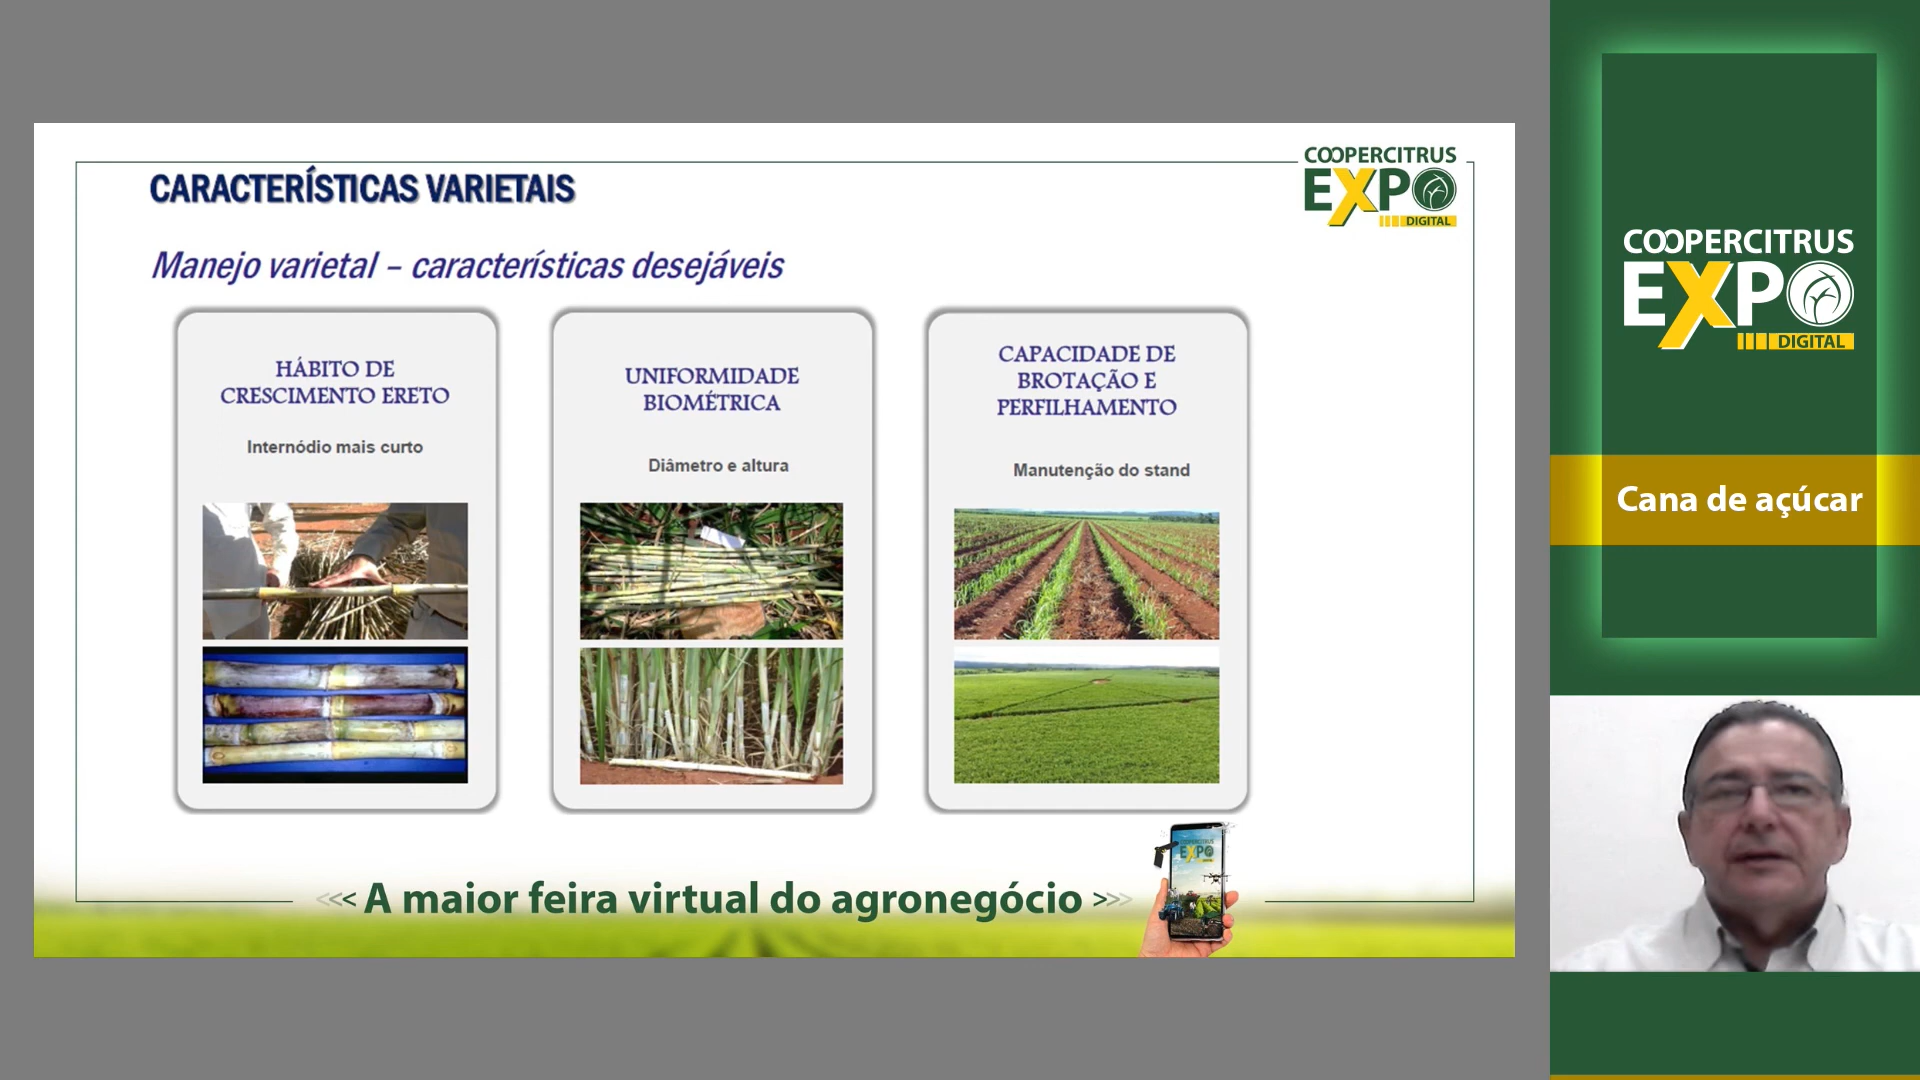 CARACTERÍSTICAS VARIETAIS
COOPERCITRUS
EXPO
DIGITAL
Manejo varietal – características desejáveis
HÁBITO DE
CRESCIMENTO ERETO
Internódio mais curto
UNIFORMIDADE
BIOMÉTRICA
Diâmetro e altura
CAPACIDADE DE
BROTAÇÃO E
PERFILHAMENTO
Manutenção do stand
<<< A maior feira virtual do agronegócio >>>
EXPO
COOPERCITRUS
EXPO
DIGITAL
Cana de açúcar